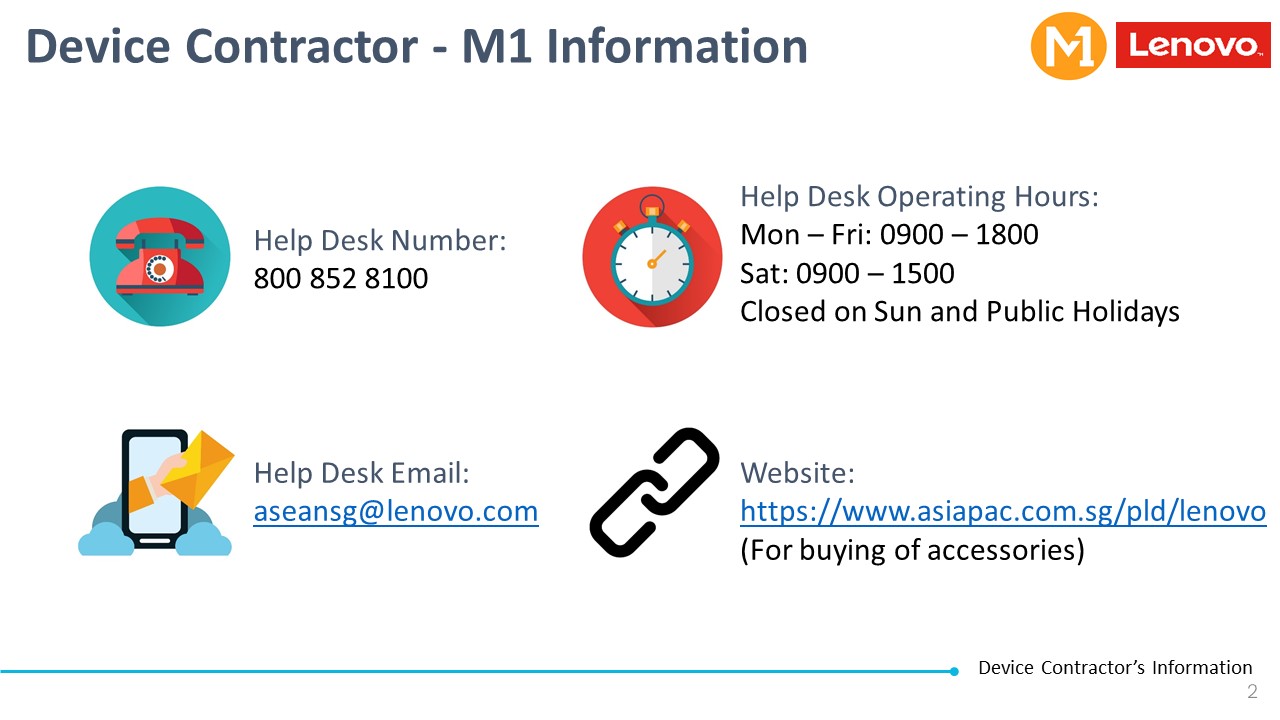 Device Contractor - M1 Information
M1
Lenovo™
Help Desk Number:
800 852 8100
Help Desk Operating Hours:
Mon – Fri: 0900 – 1800
Sat: 0900 – 1500
Closed on Sun and Public Holidays
Help Desk Email:
aseansg@lenovo.com
Website:
https://www.asiapac.com.sg/pld/lenovo
(For buying of accessories)
Device Contractor’s Information
2